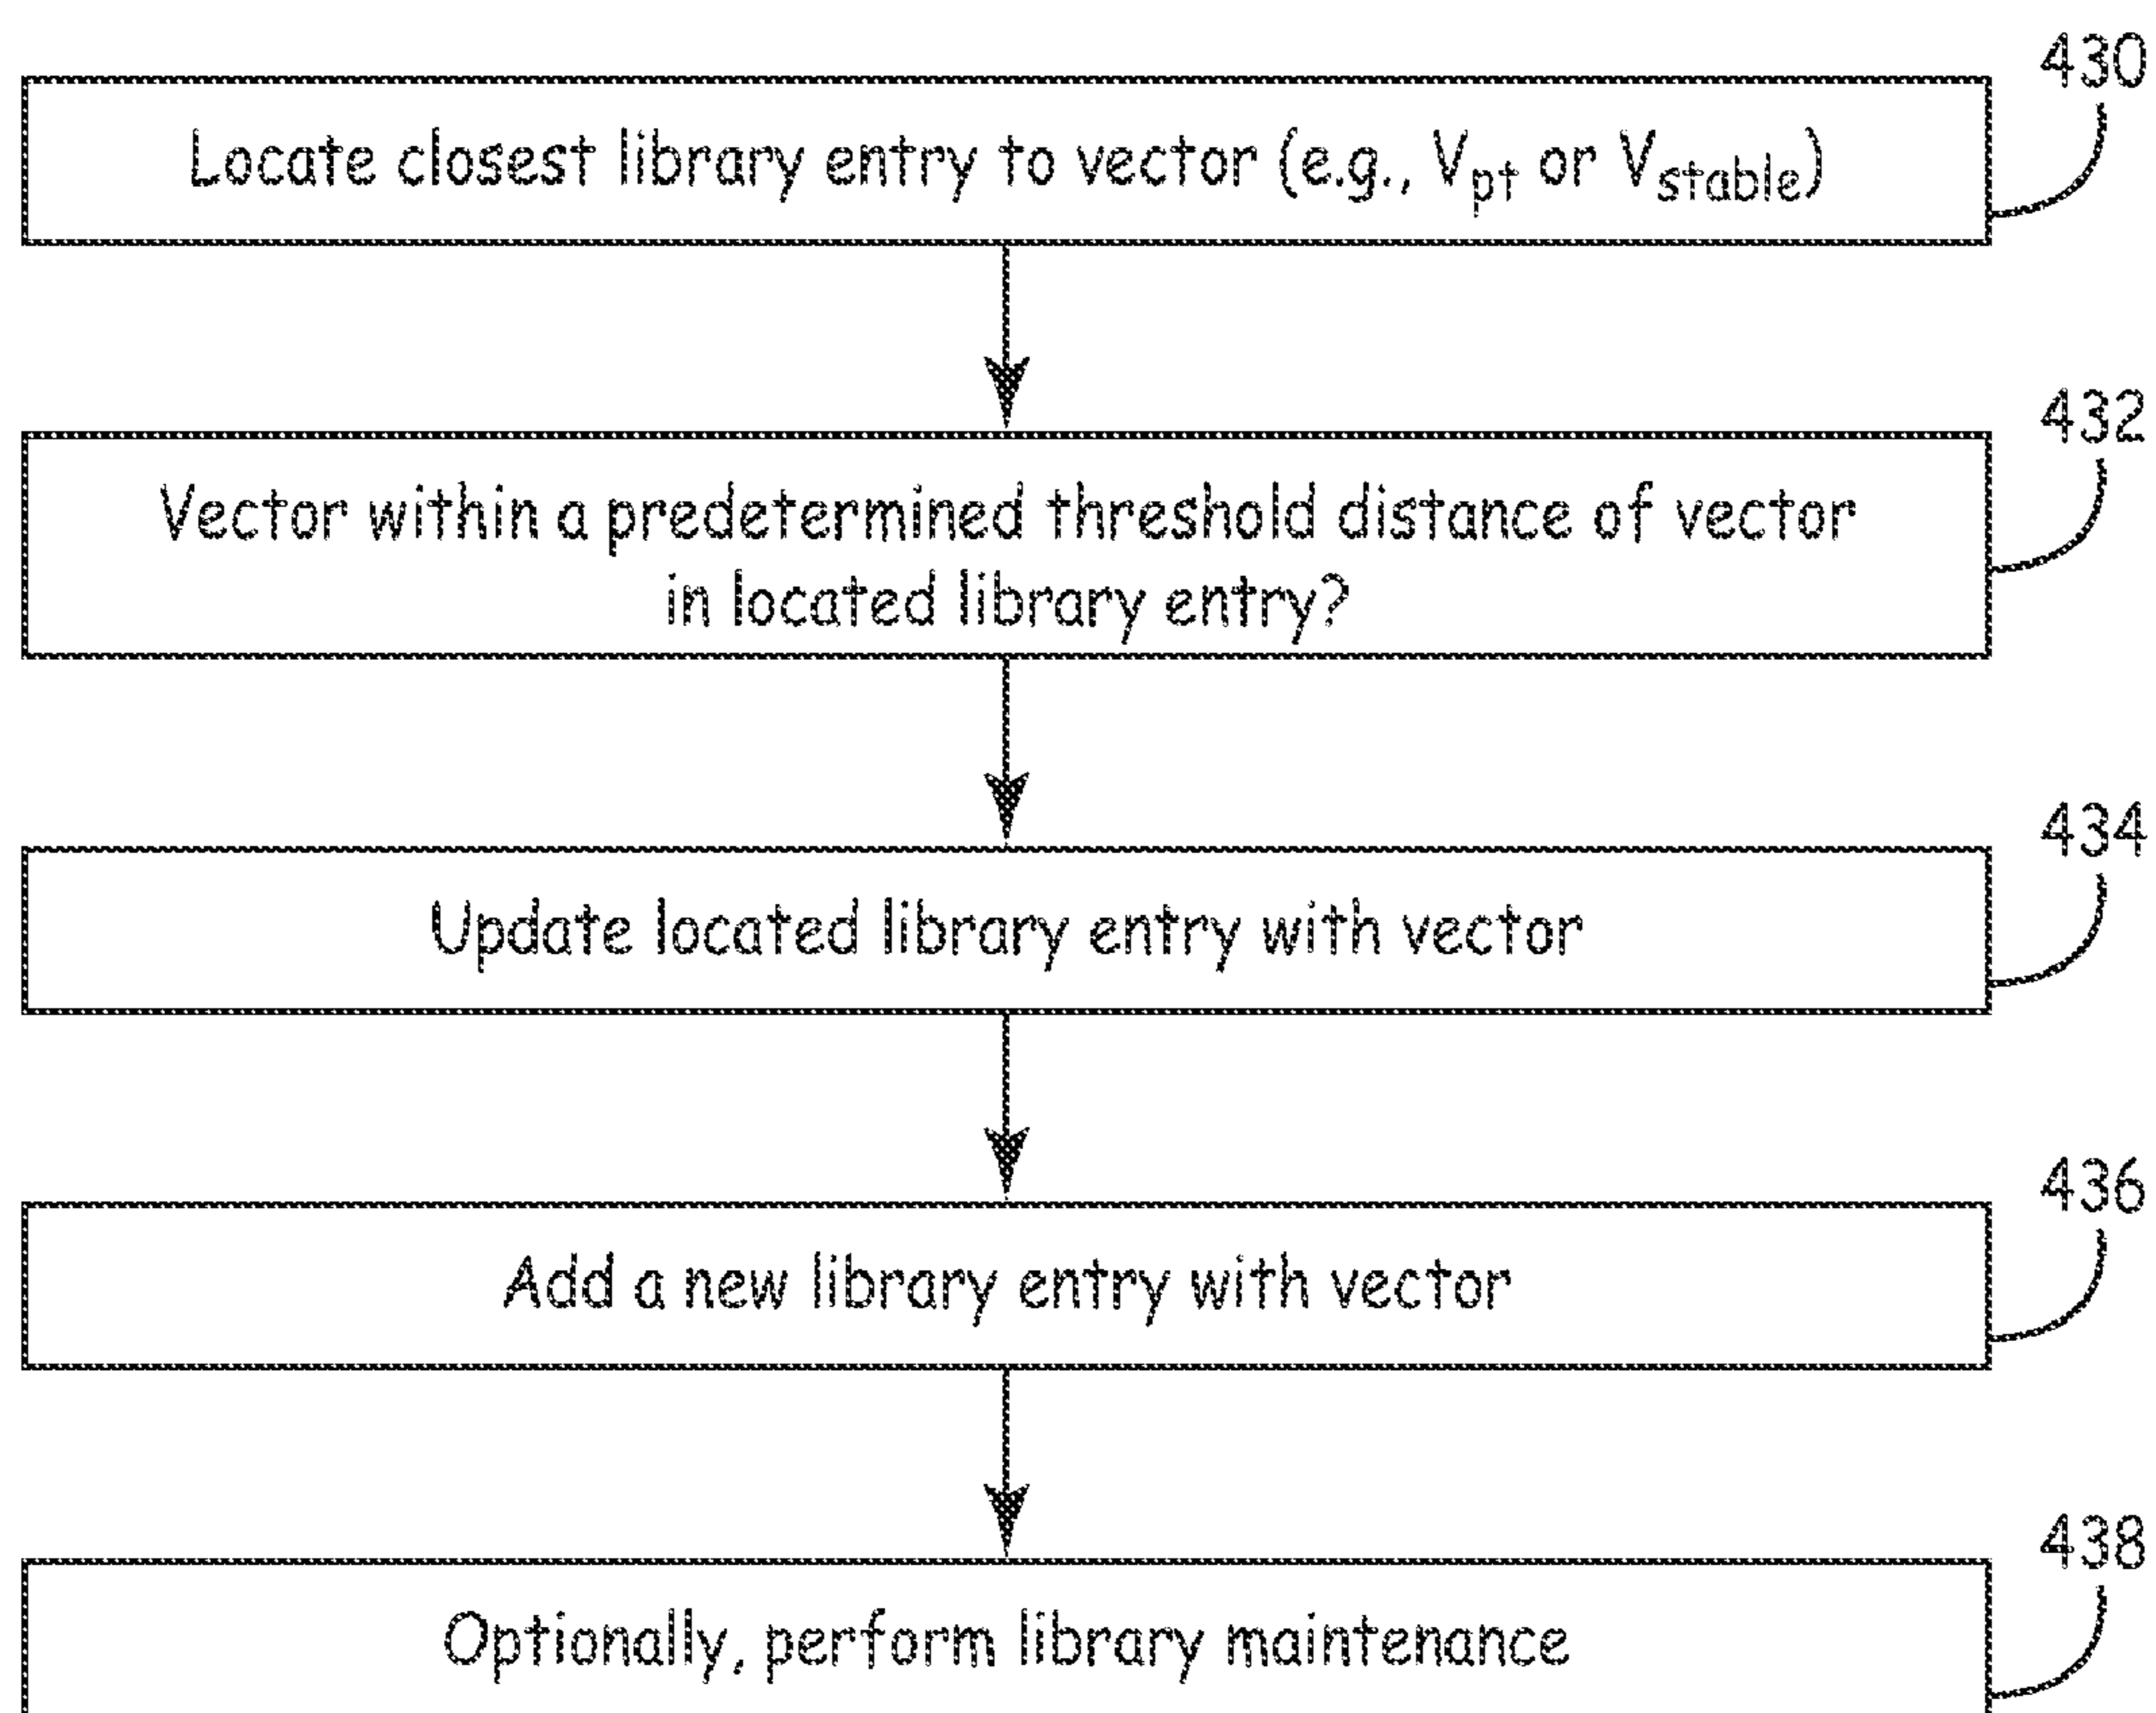 430
Locate closest library entry to vector (e.g., Vpt or Vstable)
432
Vector within a predetermined threshold distance of vector
in located library entry?
434
Update located library entry with vector
436
Add a new library entry with vector
438
Optionally, perform library maintenance